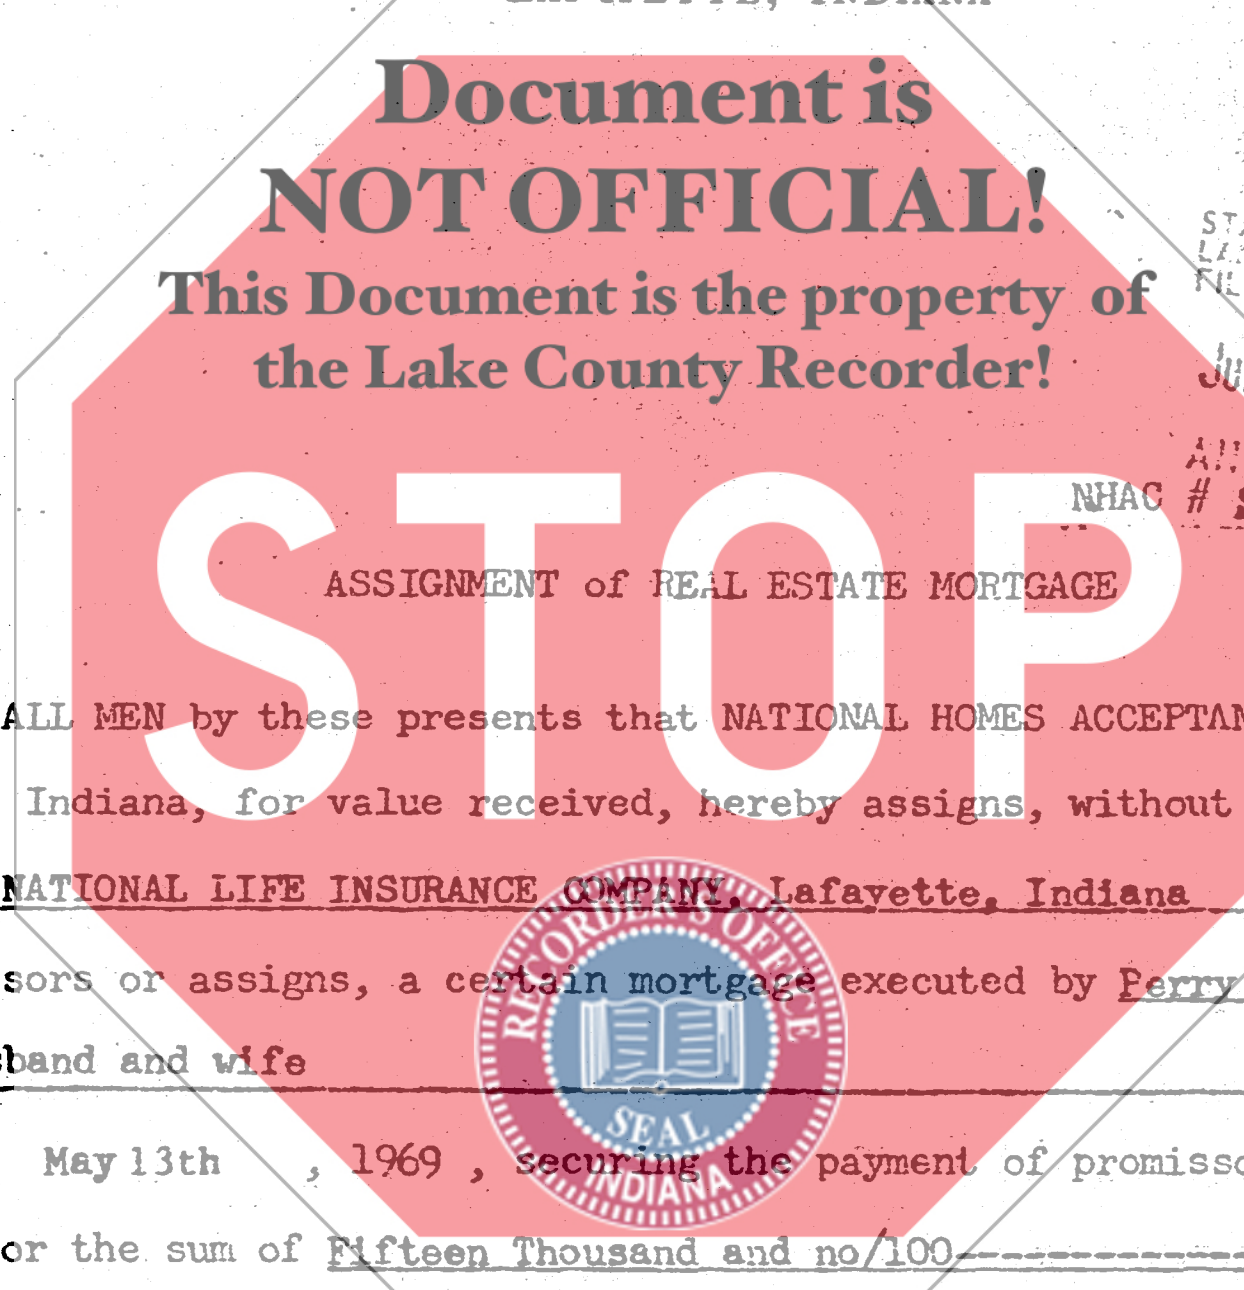 INDIANA
Document is
NOT OFFICIAL!
This Document is the property of
the Lake County Recorder!
STOP
NHAC #
ASSIGNMENT of REAL ESTATE MORTGAGE
ALL MEN by these presents that NATIONAL HOMES ACCEPTAN
Indiana, for value received, hereby assigns, without
NATIONAL LIFE INSURANCE COMPANY, Lafayette, Indiana
sors or assigns, a certain mortgage executed by Perry
band and wife
May 13th , 1969 , securing the payment of promisso
or the sum of Fifteen Thousand and no/100
RECORDER'S OFFICE
SEAL
INDIANA